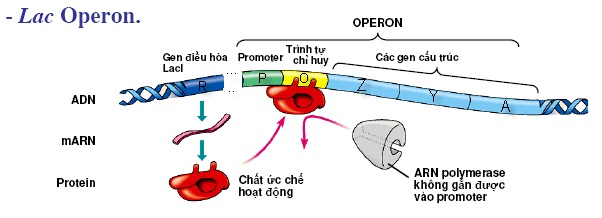 - Lac Operon.
OPERON
Gen điều hòa
LacI
Promoter
Trình tự
chỉ huy
Các gen cấu trúc
R
P
O
Z
Y
A
ADN
mARN
Protein
Chất ức chế
hoạt động
ARN polymerase
không gắn được
vào promoter